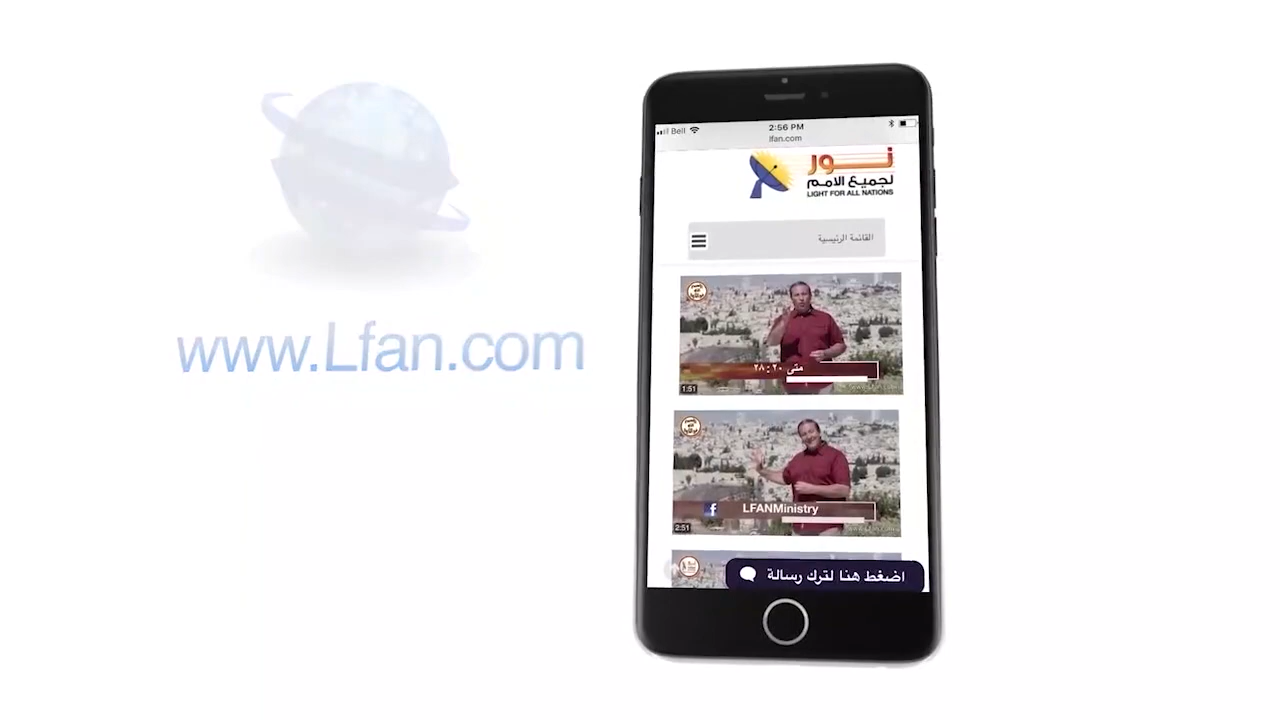 www.Lfan.com
Bell
2:56 PM
lfan.com
نور
لجميع الامم
LIGHT FOR ALL NATIONS
القائمة الرئيسية
متى ٢٠ : ٢٨
1:51
LFANMinistry
2:51
اضغط هنا لترك رسالة